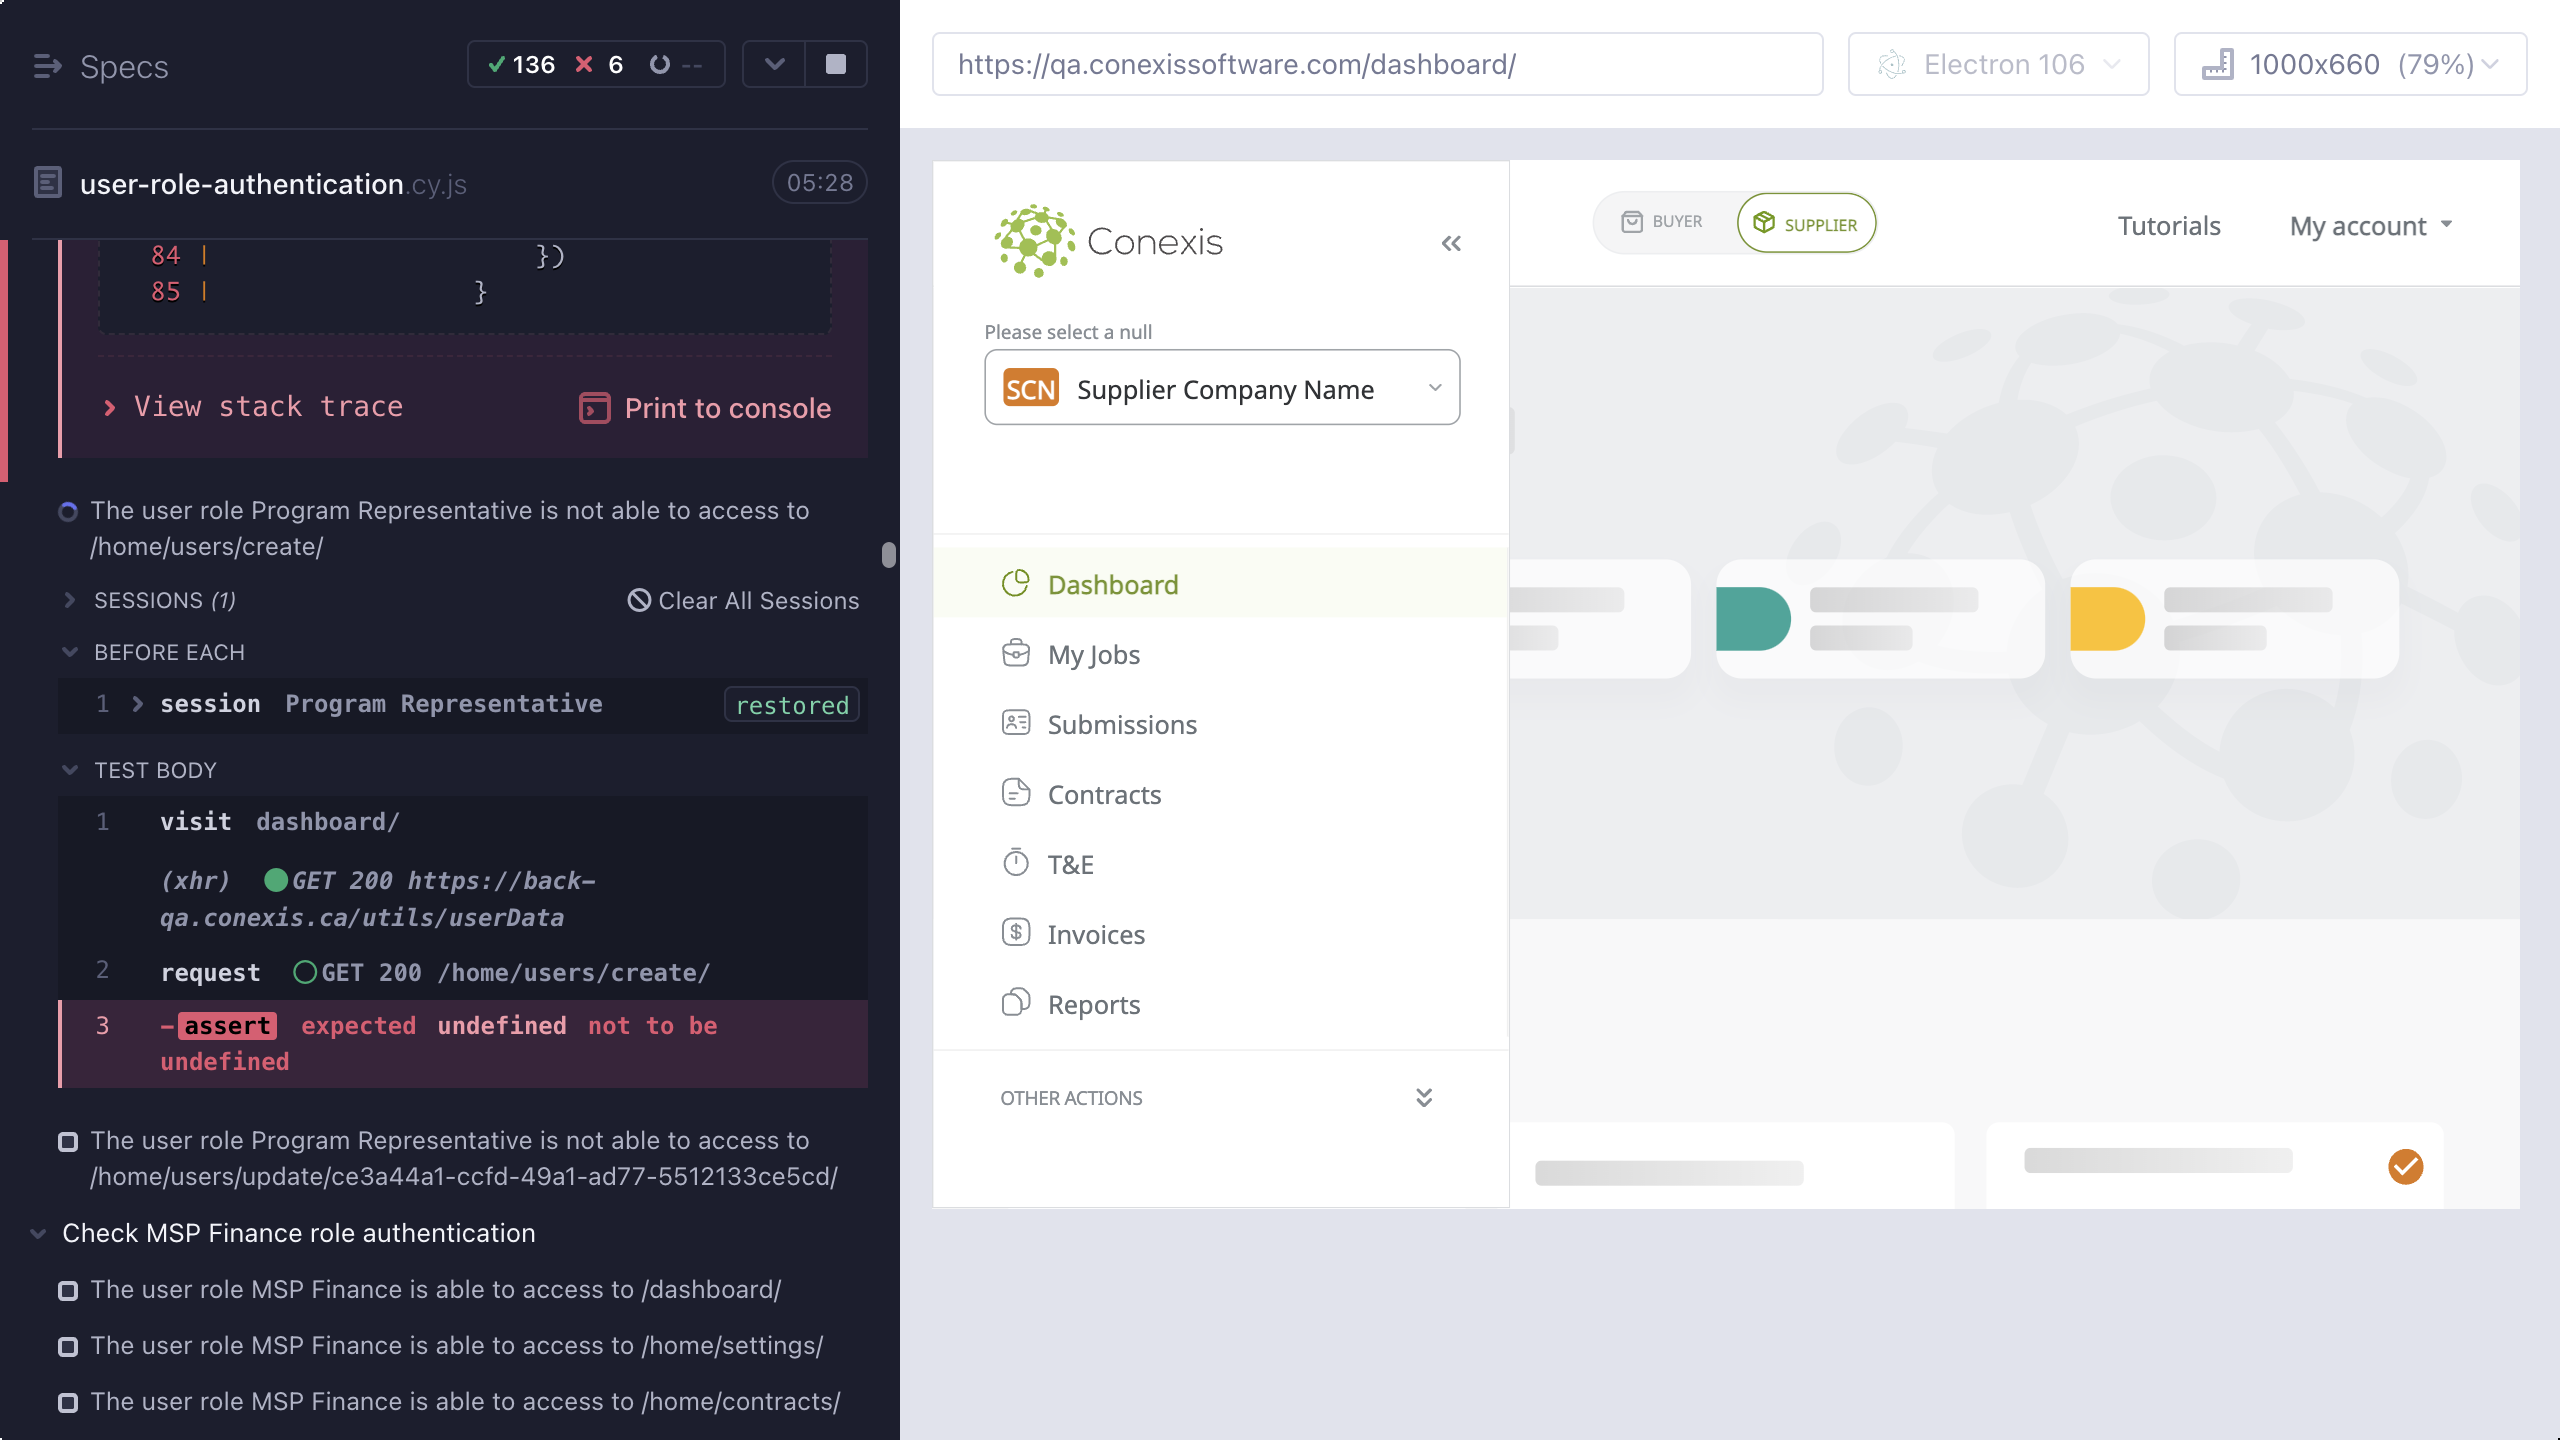 Specs
136 6 --
user-role-authentication.cy.js
05:28
84 | })
85 | }
View stack trace
Print to console
The user role Program Representative is not able to access to
/home/users/create/
SESSIONS (1)
Clear All Sessions
BEFORE EACH
1 session Program Representative restored
TEST BODY
1 visit dashboard/
(xhr) GET 200 https://back-
qa.conexis.ca/utils/userData
2 request GET 200 /home/users/create/
3 -assert expected undefined not to be
undefined
The user role Program Representative is not able to access to
/home/users/update/ce3a44a1-ccfd-49a1-ad77-5512133ce5cd/
Check MSP Finance role authentication
The user role MSP Finance is able to access to /dashboard/
The user role MSP Finance is able to access to /home/settings/
The user role MSP Finance is able to access to /home/contracts/
https://qa.conexissoftware.com/dashboard/
Electron 106
1000x660 (79%)
Conexis
BUYER
SUPPLIER
Tutorials
My account
Please select a null
SCN Supplier Company Name
Dashboard
My Jobs
Submissions
Contracts
T&E
Invoices
Reports
OTHER ACTIONS